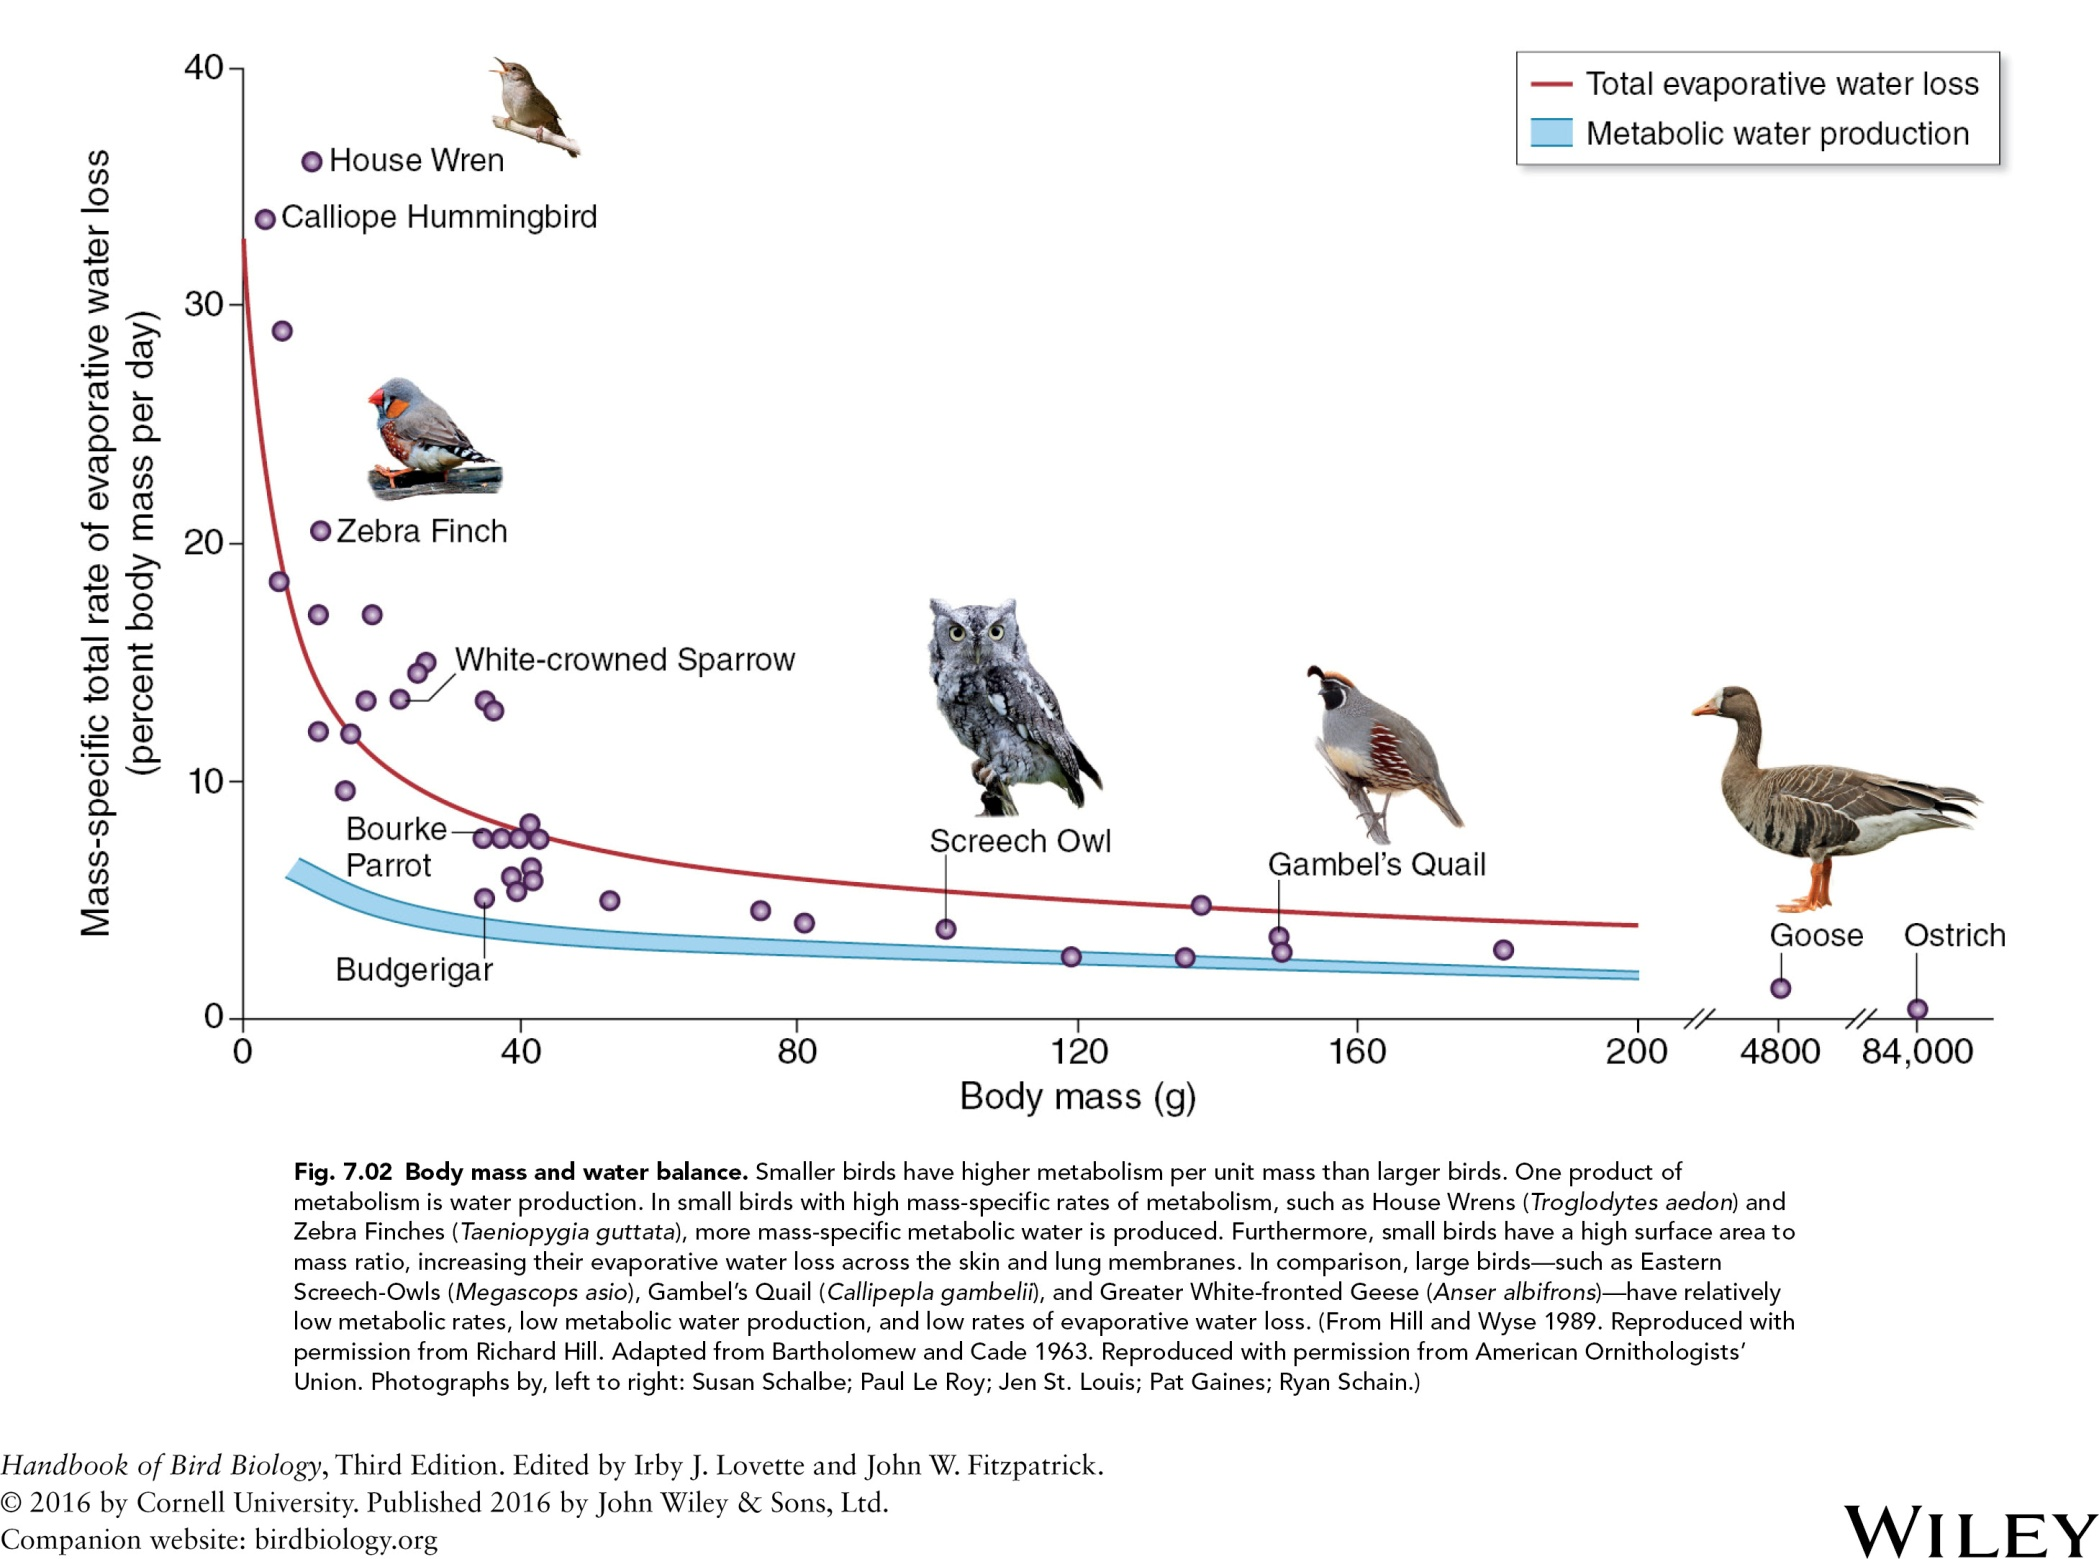 40
30
20
10
0
Mass-specific total rate of evaporative water loss
(percent body mass per day)
Total evaporative water loss
Metabolic water production
House Wren
Calliope Hummingbird
Zebra Finch
White-crowned Sparrow
Bourke
Parrot
Budgerigar
Screech Owl
Gambel’s Quail
Goose
Ostrich
0 40 80 120 160 200 4800 84,000
Body mass (g)
Fig. 7.02 Body mass and water balance. Smaller birds have higher metabolism per unit mass than larger birds. One product of
metabolism is water production. In small birds with high mass-specific rates of metabolism, such as House Wrens (Troglodytes aedon) and
Zebra Finches (Taeniopygia guttata), more mass-specific metabolic water is produced. Furthermore, small birds have a high surface area to
mass ratio, increasing their evaporative water loss across the skin and lung membranes. In comparison, large birds—such as Eastern
Screech-Owls (Megascops asio), Gambel’s Quail (Callipepla gambelii), and Greater White-fronted Geese (Anser albifrons)—have relatively
low metabolic rates, low metabolic water production, and low rates of evaporative water loss. (From Hill and Wyse 1989. Reproduced with
permission from Richard Hill. Adapted from Bartholomew and Cade 1963. Reproduced with permission from American Ornithologists’
Union. Photographs by, left to right: Susan Schalbe; Paul Le Roy; Jen St. Louis; Pat Gaines; Ryan Schain.)
Handbook of Bird Biology, Third Edition. Edited by Irby J. Lovette and John W. Fitzpatrick.
© 2016 by Cornell University. Published 2016 by John Wiley & Sons, Ltd.
Companion website: birdbiology.org
WILEY